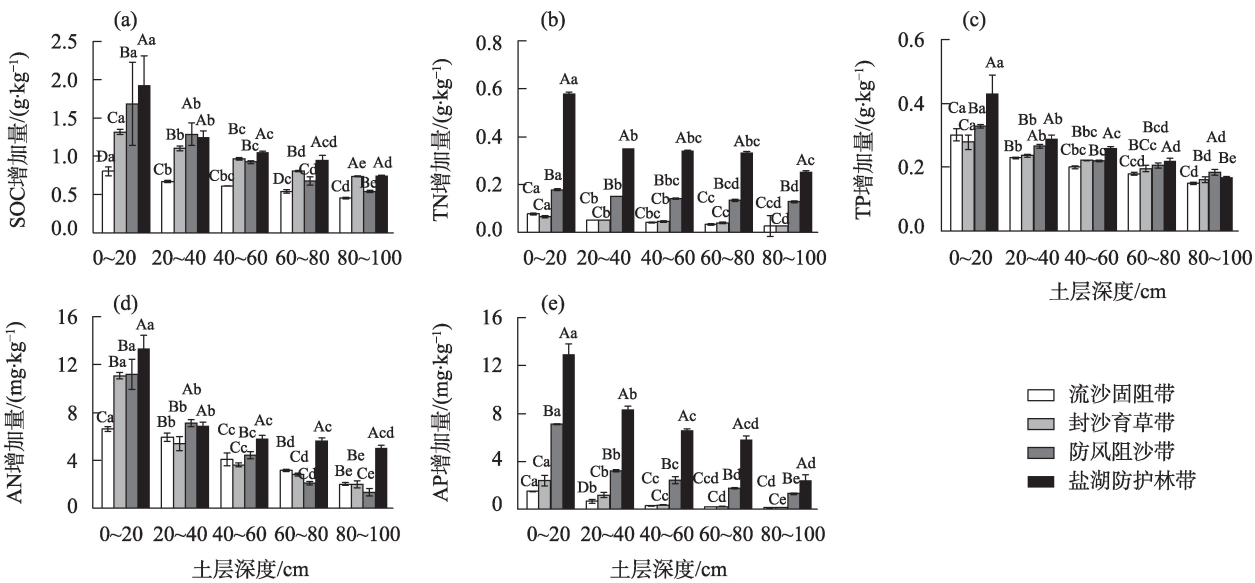 (a)
SOC增加量/(g·kg⁻¹)
2.5
2.0
1.5
1.0
0.5
0.0
Da Ca Ba Aa
Cb Bb Ab Ab
Cbc Bc Bc Ac
Dc Bd Cd Acd
Cd Ae Be Ad
0~20 20~40 40~60 60~80 80~100
(b)
TN增加量/(g·kg⁻¹)
0.8
0.6
0.4
0.2
0.0
Ca Ca Ba Aa
Cb Cb Bb Ab
Cbc Cb Bbc Abc
Cc Cc Bcd Abc
Ccd Cd Bd Ac
0~20 20~40 40~60 60~80 80~100
(c)
TP增加量/(g·kg⁻¹)
0.6
0.4
0.2
0.0
Ca Ca Ba Aa
Bb Bb Ab Ab
Cbc Bbc Bbc Ac
Ccd BCc Bcd Ad
Cd Bd Ad Be
0~20 20~40 40~60 60~80 80~100
土层深度/cm
(d)
AN增加量/(mg·kg⁻¹)
16
12
8
4
0
Ca Ba Ba Aa
Bb Bb Ab Ab
Cc Cc Bc Ac
Bd Cd Cd Ac
Be Be Ce Acd
0~20 20~40 40~60 60~80 80~100
土层深度/cm
(e)
AP增加量/(mg·kg⁻¹)
16
12
8
4
0
Ca Ca Ba Aa
Db Cb Bb Ab
Cc Cc Bc Ac
Ccd Cd Bd Acd
Cd Ce Be Ad
0~20 20~40 40~60 60~80 80~100
土层深度/cm
流沙固阻带
封沙育草带
防风阻沙带
盐湖防护林带